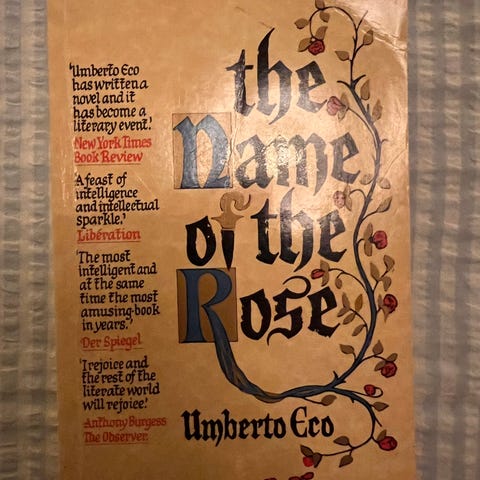 'Umberto Eco
has written a
novel and it
has become a
literary event.'
New York Times
Book Review
'A feast of
intelligence
and intellectual
sparkle.'
Libération
'The most
intelligent and
at the same
time the most
amusing book
in years.'
Der Spiegel
'I rejoice and
the rest of the
literate world
will rejoice.'
Anthony Burgess
The Observer.
the
Name
of the
Rose
Umberto Eco